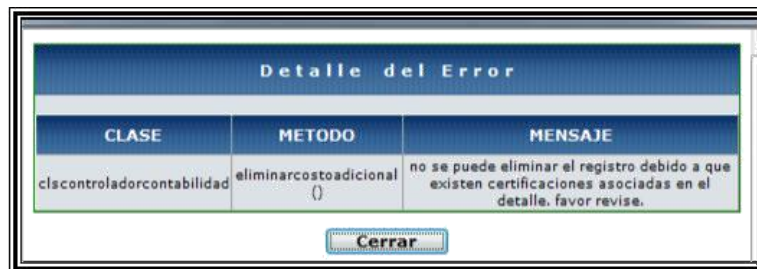 Detalle del Error
CLASE METODO MENSAJE
clscontroladorcontabilidad
eliminarcostoadicional
()
no se puede eliminar el registro debido a que
existen certificaciones asociadas en el
detalle. favor revise.
Cerrar